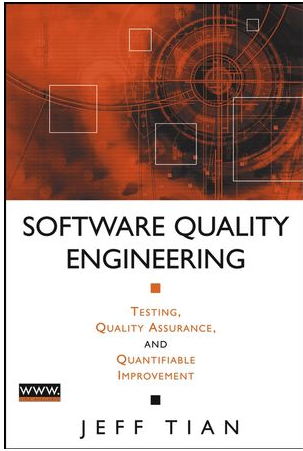 SOFTWARE QUALITY
ENGINEERING
TESTING,
QUALITY ASSURANCE,
AND
QUANTIFIABLE
IMPROVEMENT
www.
JEFF TIAN